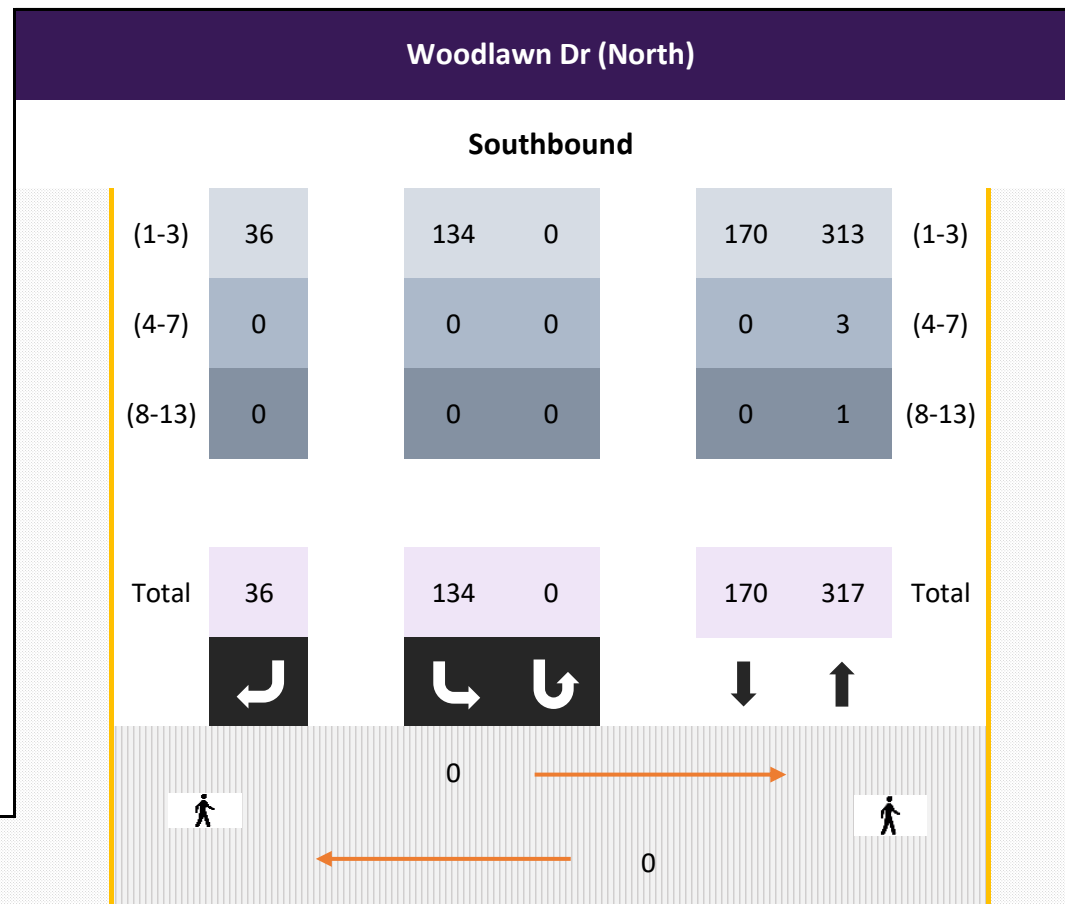 Woodlawn Dr (North)
Southbound
(1-3) 36 134 0 170 313 (1-3)
(4-7) 0 0 0 0 3 (4-7)
(8-13) 0 0 0 0 1 (8-13)
Total 36 134 0 170 317 Total
0
0